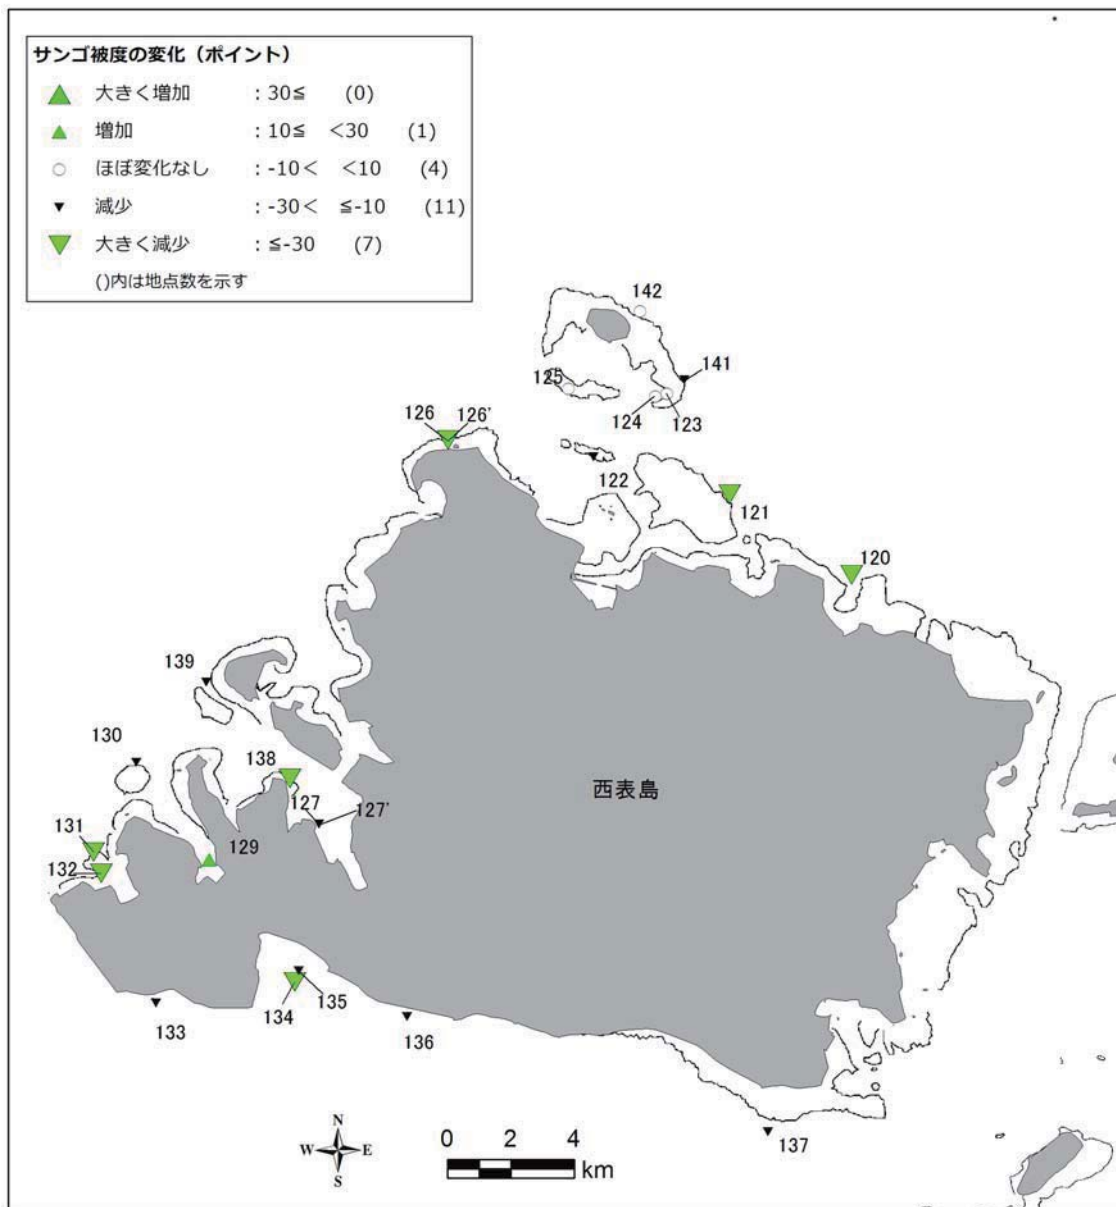 サンゴ被度の変化（ポイント）
大きく増加 : 30≦ (0)
増加 : 10≦ <30 (1)
ほぼ変化なし : -10< <10 (4)
減少 : -30< ≦-10 (11)
大きく減少 : ≦-30 (7)
()内は地点数を示す
142
141
125
124
123
126
126'
122
121
120
139
130
138
西表島
127
127'
131
129
132
135
134
133
136
137
N
W E
S
0 2 4
km